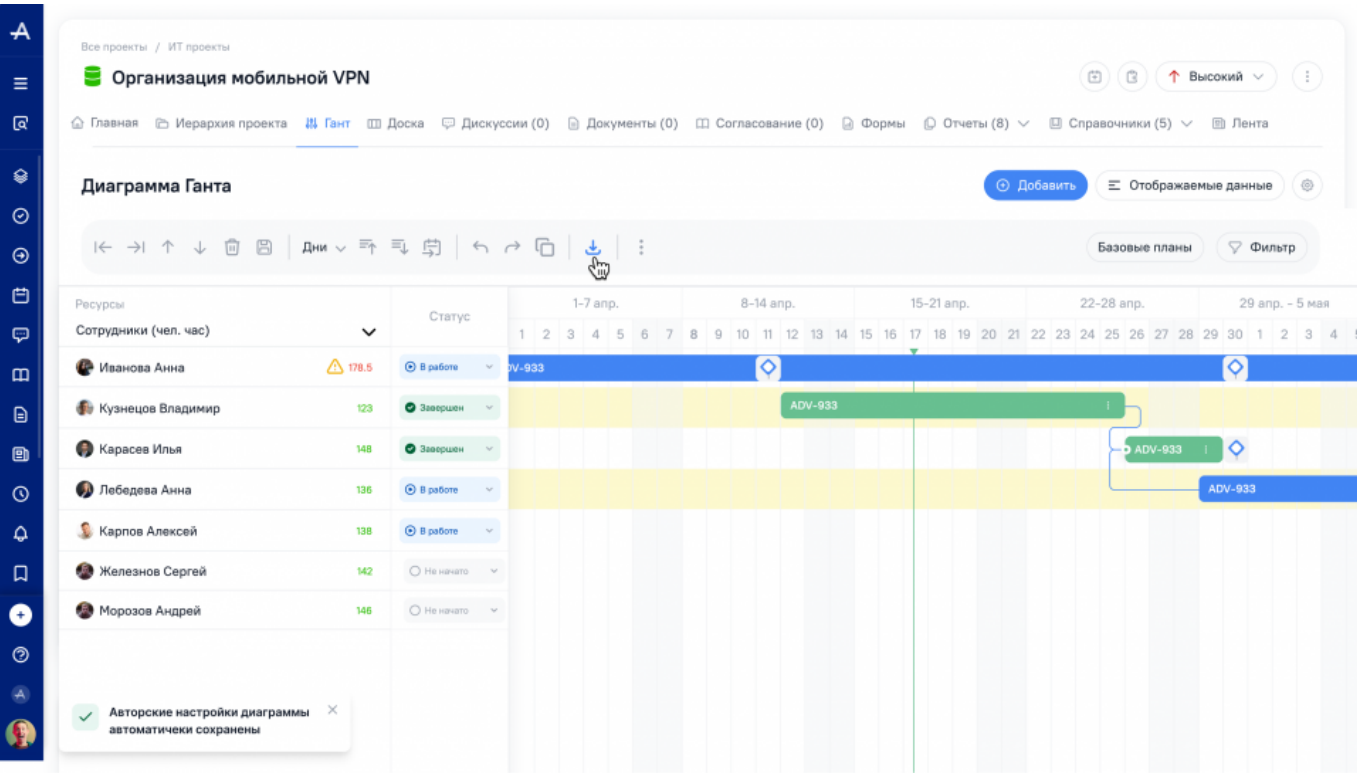 Все проекты / ИТ проекты
Организация мобильной VPN
Высокий
Главная Иерархия проекта Гант Доска Дискуссии (0) Документы (0) Согласование (0) Формы Отчеты (8) Справочники (5) Лента
Диаграмма Ганта
Добавить
Отображаемые данные
Дни
Базовые планы
Фильтр
Ресурсы
Сотрудники (чел. час)
Статус
1-7 апр. 8-14 апр. 15-21 апр. 22-28 апр. 29 апр. - 5 мая
1 2 3 4 5 6 7 8 9 10 11 12 13 14 15 16 17 18 19 20 21 22 23 24 25 26 27 28 29 30 1 2 3 4
Иванова Анна 178.5 В работе DV-933
Кузнецов Владимир 123 Завершен ADV-933
Карасев Илья 148 Завершен ADV-933
Лебедева Анна 136 В работе ADV-933
Карпов Алексей 138 В работе
Железнов Сергей 142 Не начато
Морозов Андрей 146 Не начато
Авторские настройки диаграммы
автоматичеки сохранены